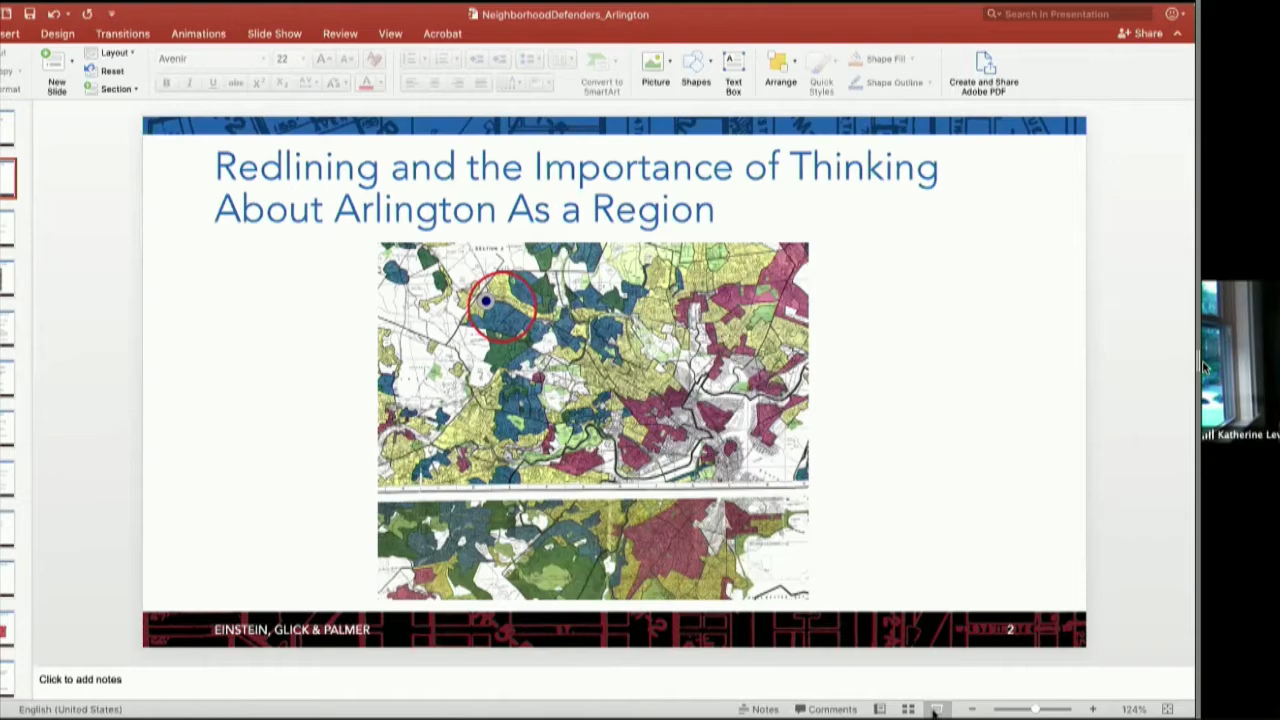 NeighborhoodDefenders_Arlington
Search in Presentation
Design
Transitions
Animations
Slide Show
Review
View
Acrobat
Share
New Slide
Layout
Reset
Section
Avenir
22
Convert to SmartArt
Picture
Shapes
Text Box
Arrange
Quick Styles
Shape Fill
Shape Outline
Create and Share Adobe PDF
Redlining and the Importance of Thinking
About Arlington As a Region
EINSTEIN, GLICK & PALMER
2
Katherine Lev
Click to add notes
English (United States)
Notes
Comments
124%